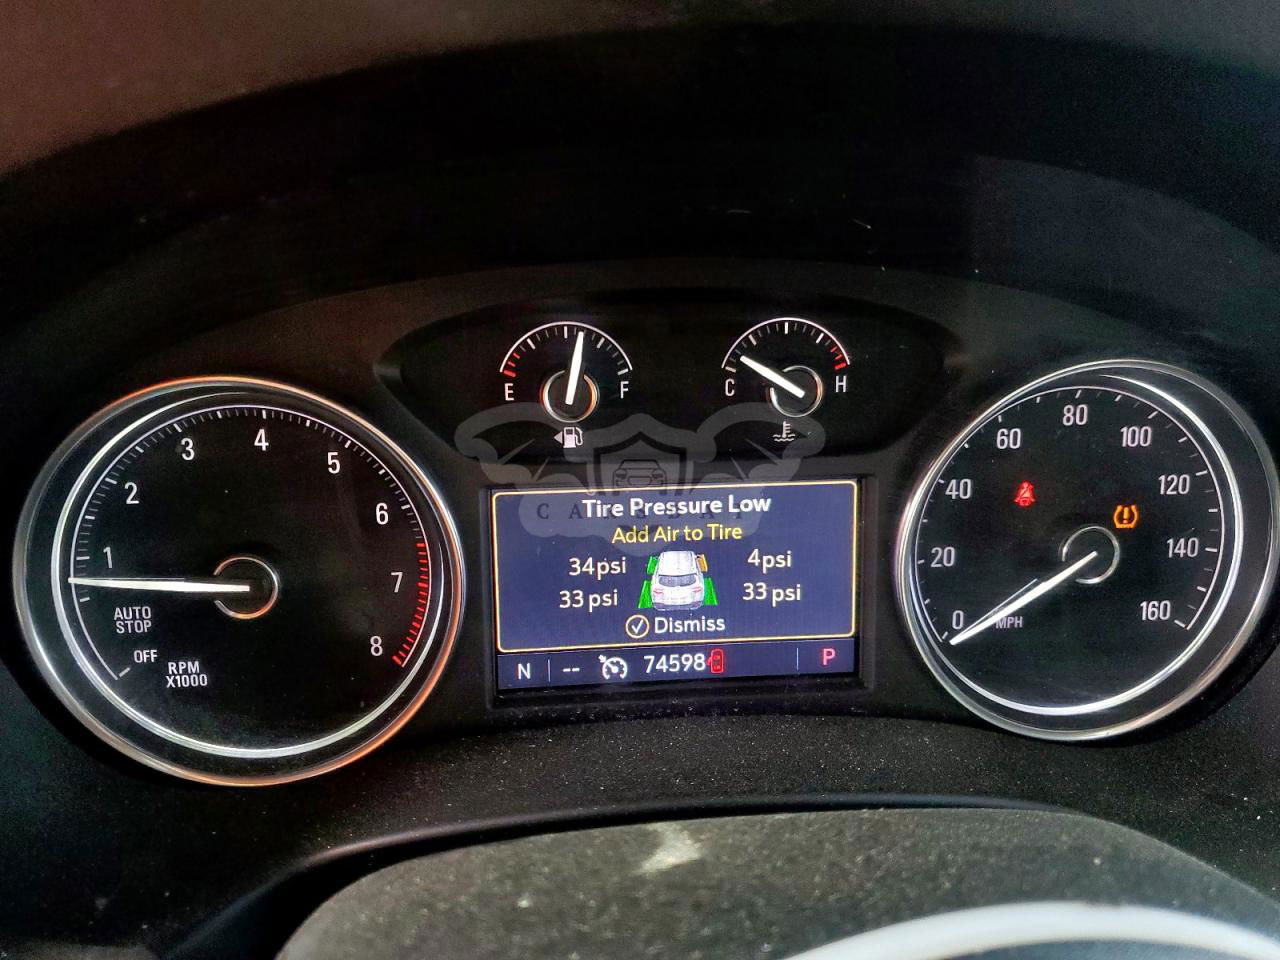 E F
C H
1 2 3 4 5 6 7 8
AUTO
STOP
OFF
RPM
X1000
Tire Pressure Low
Add Air to Tire
34psi 4psi
33 psi 33 psi
Dismiss
N -- 74598 P
0 20 40 60 80 100 120 140 160
MPH